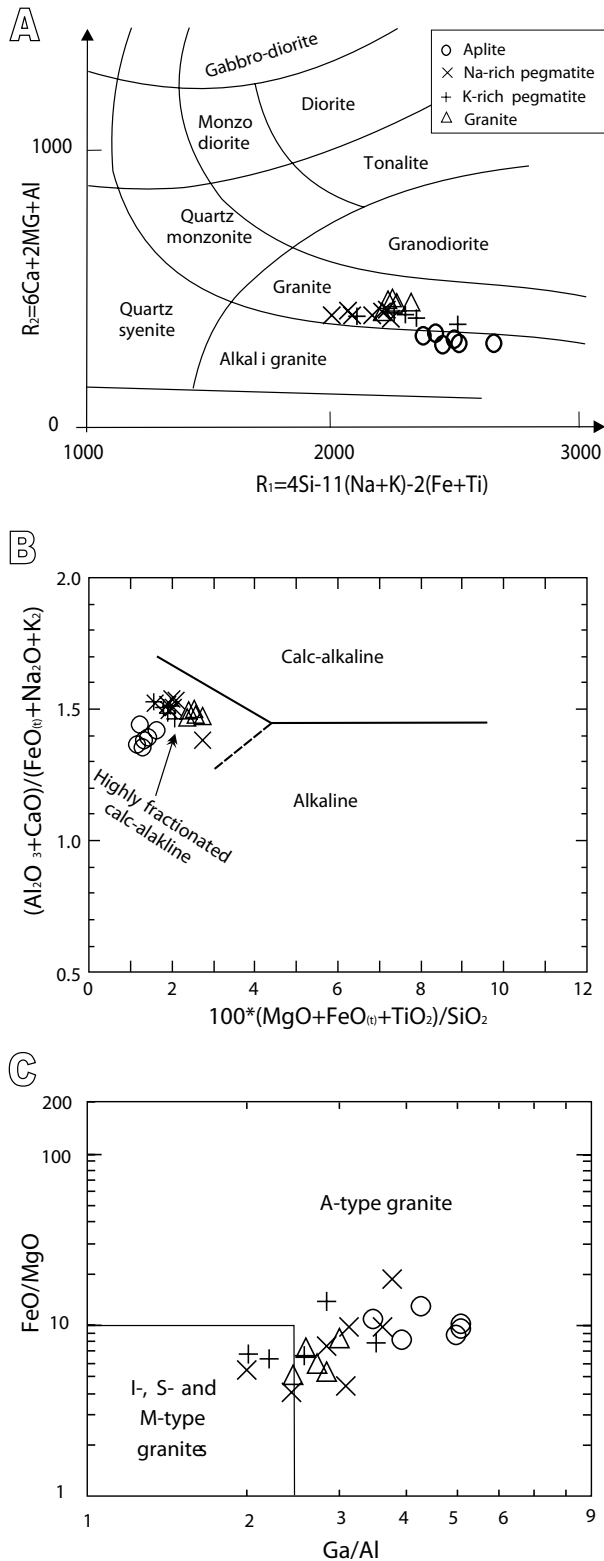 A
Aplite
Na-rich pegmatite
K-rich pegmatite
Granite
Gabbro-diorite
Diorite
Monzo
diorite
Tonalite
Quartz
monzonite
Granodiorite
Granite
Quartz
syenite
Alkal i granite
1000
0
R₂=6Ca+2MG+Al
1000 2000 3000
R₁=4Si-11(Na+K)-2(Fe+Ti)
B
2.0
1.5
1.0
0.5
(Al₂O ₃+CaO)/(FeO₍t₎+Na₂O+K₂)
Calc-alkaline
Alkaline
Highly fractionated
calc-alakline
0 2 4 6 8 10 12
100*(MgO+FeO₍t₎+TiO₂)/SiO₂
C
200
100
10
1
FeO/MgO
A-type granite
I-, S- and
M-type
granites
1 2 3 4 5 6 9
Ga/Al